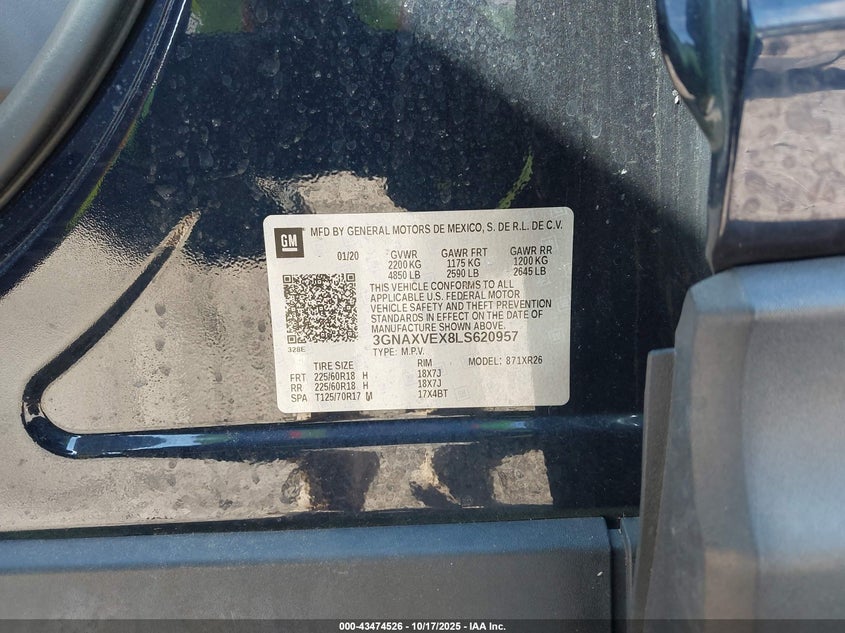 GM MFD BY GENERAL MOTORS DE MEXICO, S. DE R.L. DE C.V.
01/20 GVWR GAWR FRT GAWR RR
2200 KG 1175 KG 1200 KG
4850 LB 2590 LB 2645 LB
THIS VEHICLE CONFORMS TO ALL
APPLICABLE U.S. FEDERAL MOTOR
VEHICLE SAFETY AND THEFT PREVENTION
STANDARDS IN EFFECT ON THE DATE OF
MANUFACTURE SHOWN ABOVE.
3GNAXVEX8LS620957
328E
TYPE: M.P.V. MODEL: 871XR26
TIRE SIZE RIM
FRT 225/60R18 H 18X7J
RR 225/60R18 H 18X7J
SPA T125/70R17 M 17X4BT
000-43474526 - 10/17/2025 - IAA Inc.